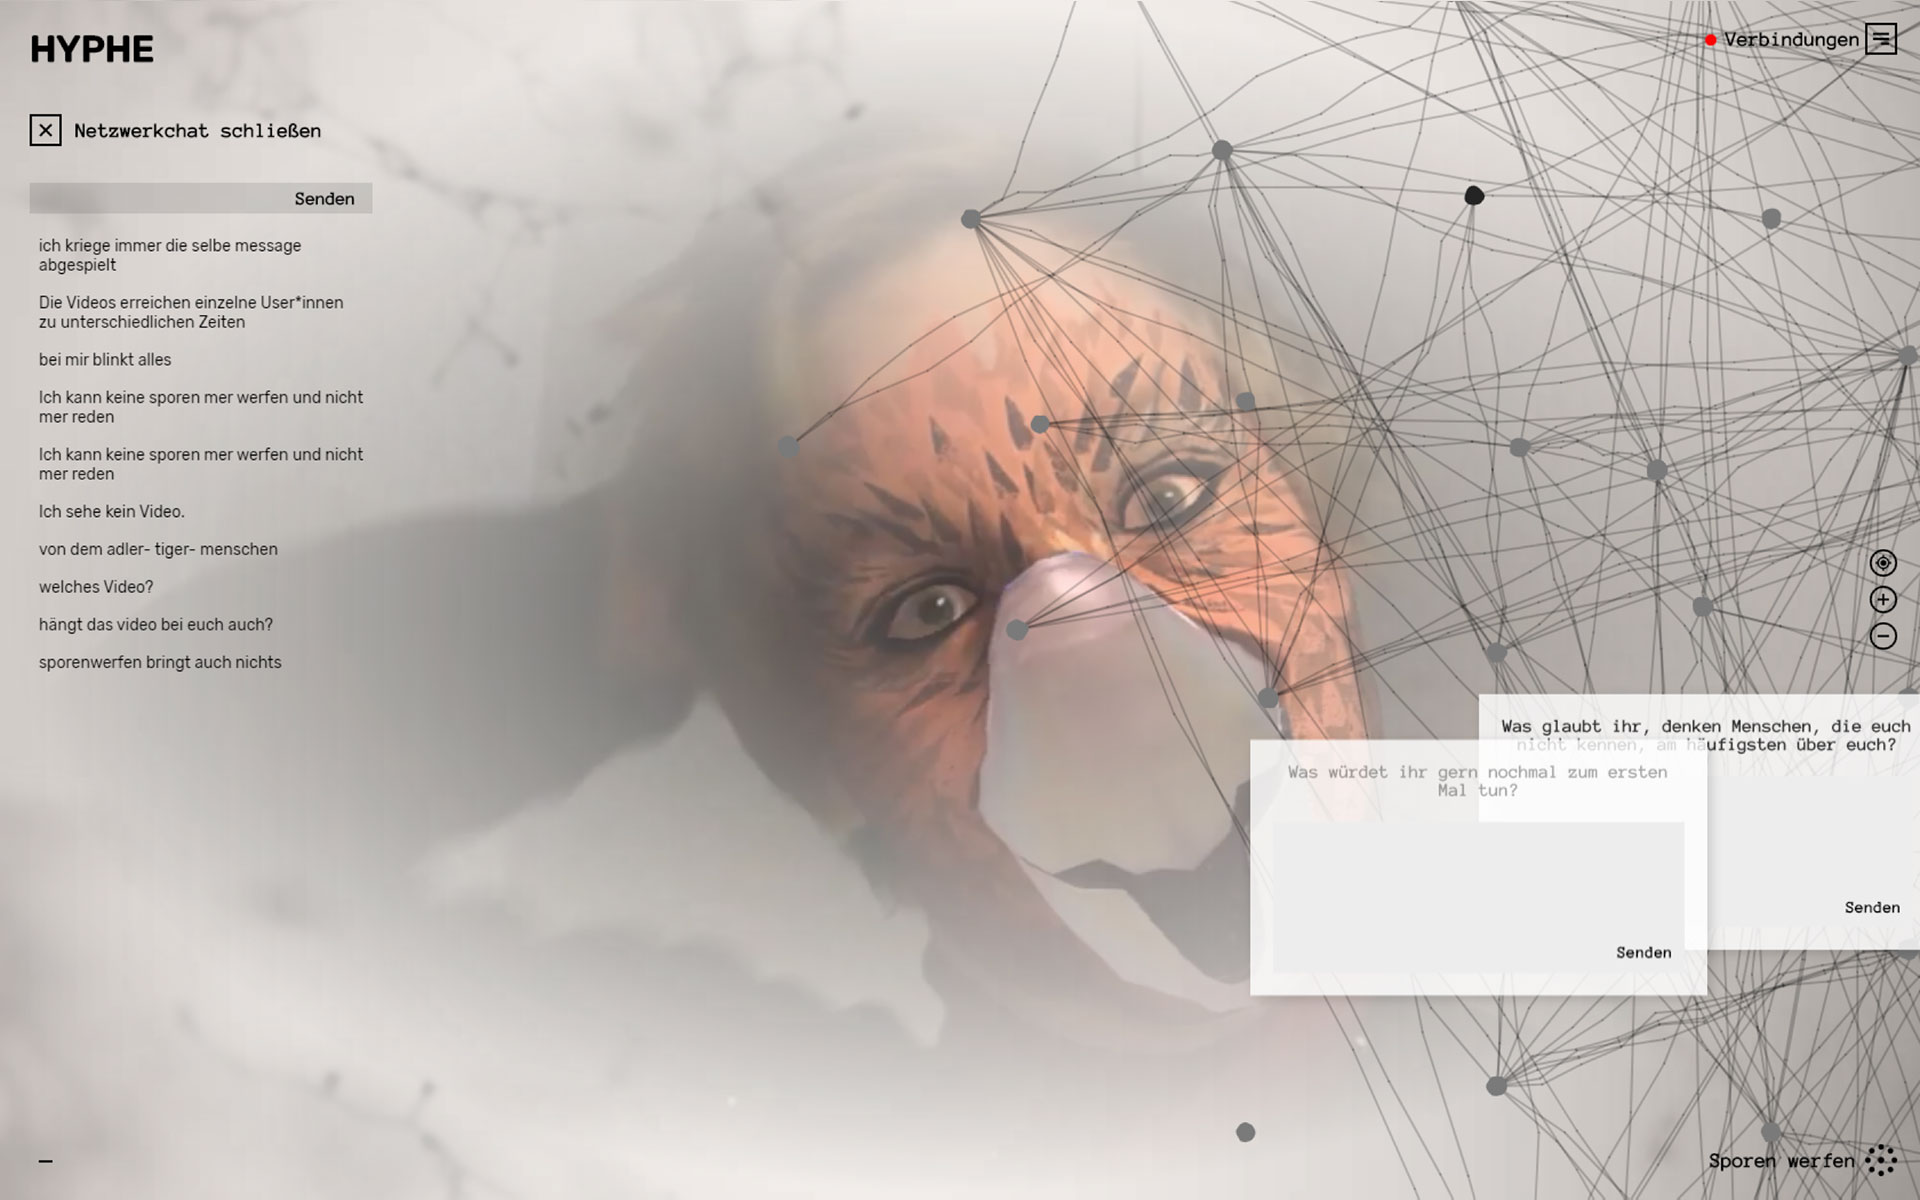 HYPHE
Verbindungen
Netzwerkchat schließen
Senden
ich kriege immer die selbe message
abgespielt
Die Videos erreichen einzelne User*innen
zu unterschiedlichen Zeiten
bei mir blinkt alles
Ich kann keine sporen mer werfen und nicht
mer reden
Ich kann keine sporen mer werfen und nicht
mer reden
Ich sehe kein Video.
von dem adler- tiger- menschen
welches Video?
hängt das video bei euch auch?
sporenwerfen bringt auch nichts
Was glaubt ihr, denken Menschen, die euch
nicht kennen, am häufigsten über euch?
Senden
Was würdet ihr gern nochmal zum ersten
Mal tun?
Senden
Sporen werfen